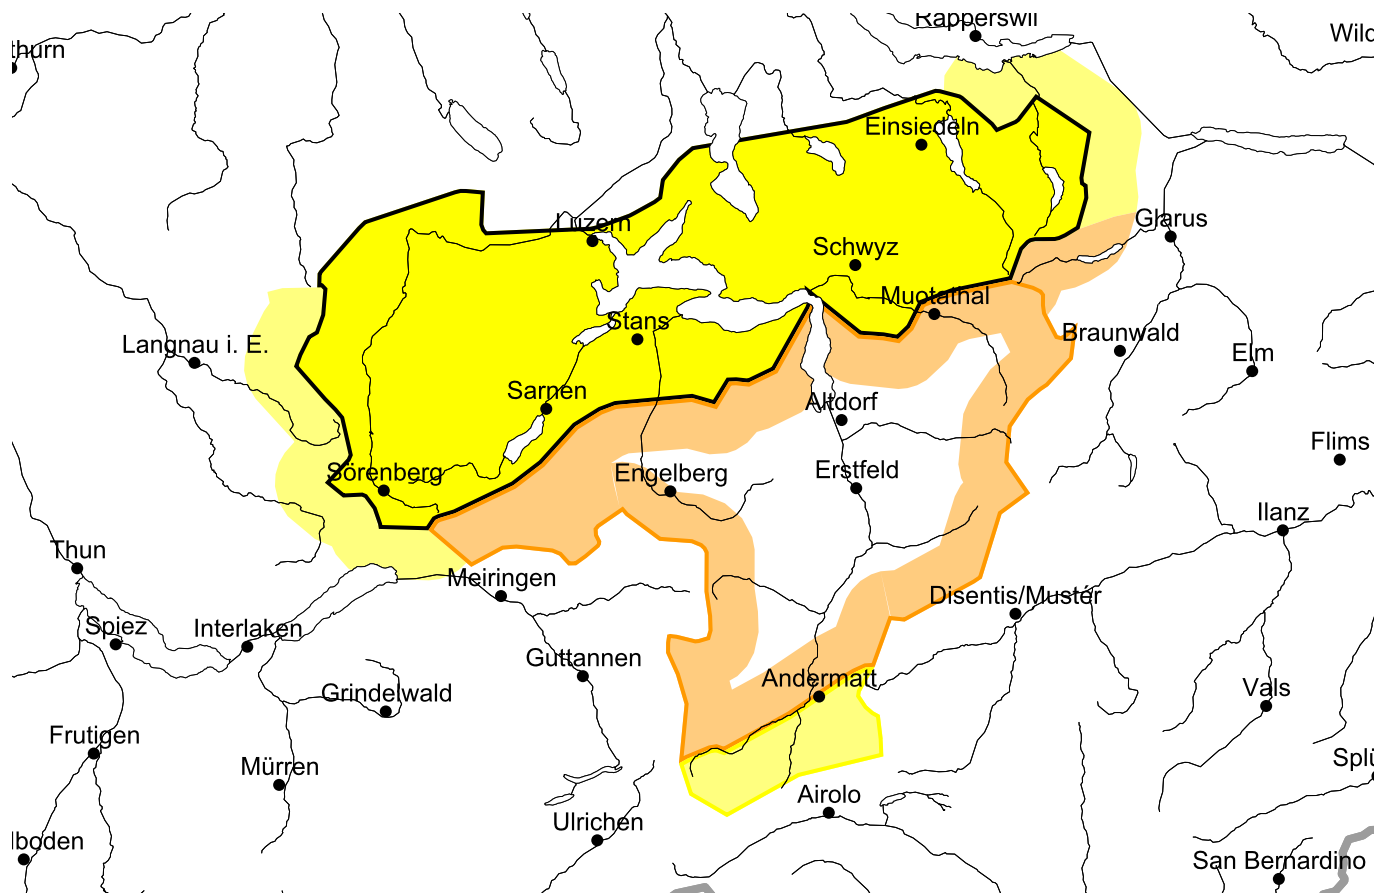 Rapperswil
Wild
thurn
Einsiedeln
Luzern
Glarus
Schwyz
Muotathal
Stans
Langnau i. E.
Braunwald
Elm
Sarnen
Altdorf
Flims
Sörenberg
Engelberg
Erstfeld
Ilanz
Thun
Meiringen
Disentis/Mustér
Spiez
Interlaken
Guttannen
Andermatt
Grindelwald
Vals
Frutigen
Mürren
Splü
Airolo
Ulrichen
lboden
San Bernardino